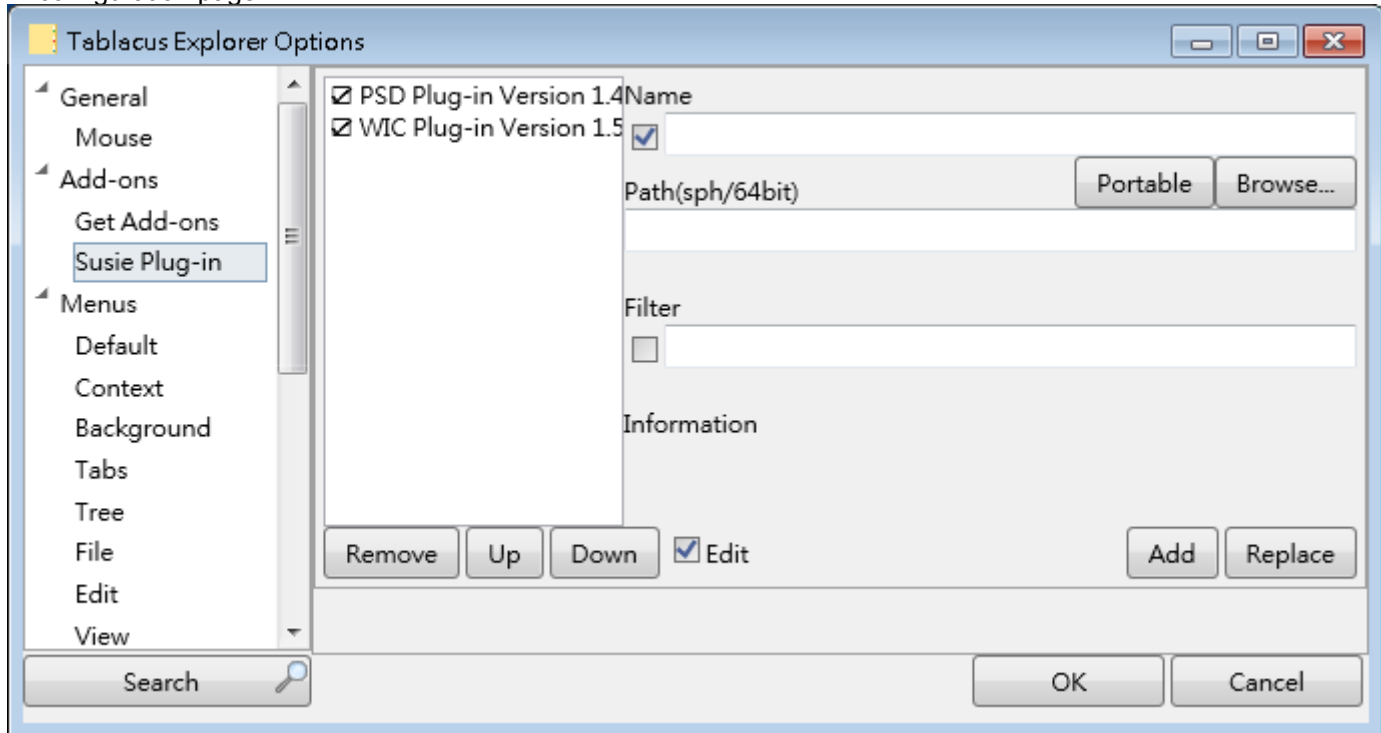 Tablacus Explorer Options
General
Mouse
Add-ons
Get Add-ons
Susie Plug-in
Menus
Default
Context
Background
Tabs
Tree
File
Edit
View
Search
PSD Plug-in Version 1.4
WIC Plug-in Version 1.5
Name
Path(sph/64bit)
Portable
Browse...
Filter
Information
Remove
Up
Down
Edit
Add
Replace
OK
Cancel